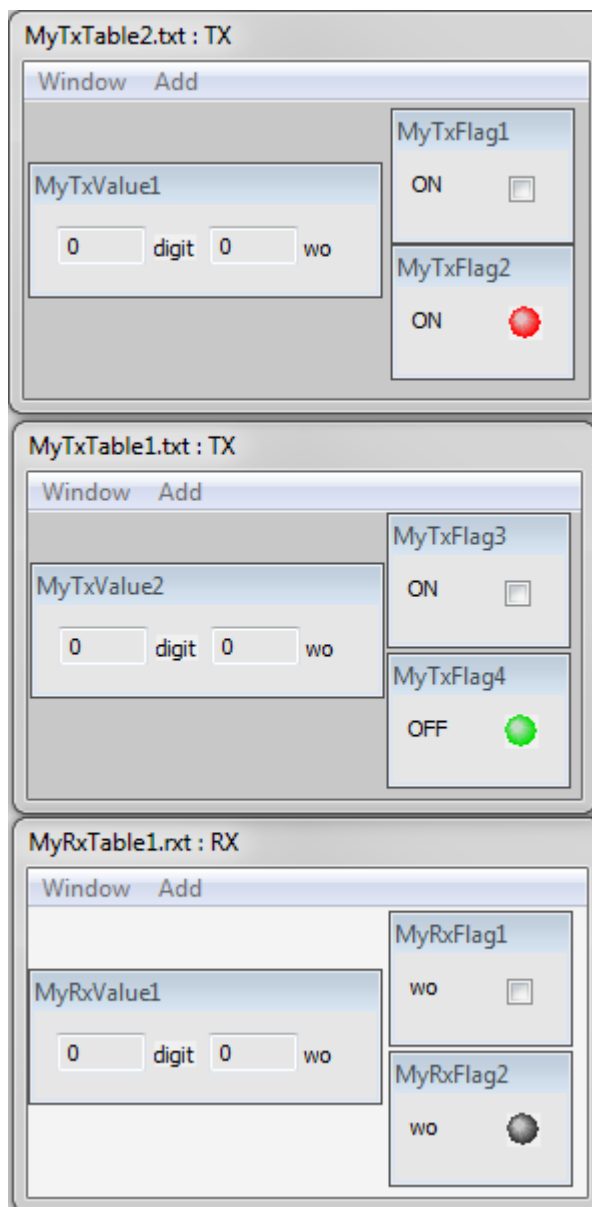 MyTxTable2.txt : TX
Window Add
MyTxFlag1
ON
MyTxValue1
0 digit 0 wo
MyTxFlag2
ON
MyTxTable1.txt : TX
Window Add
MyTxFlag3
ON
MyTxValue2
0 digit 0 wo
MyTxFlag4
OFF
MyRxTable1.rxt : RX
Window Add
MyRxFlag1
wo
MyRxValue1
0 digit 0 wo
MyRxFlag2
wo